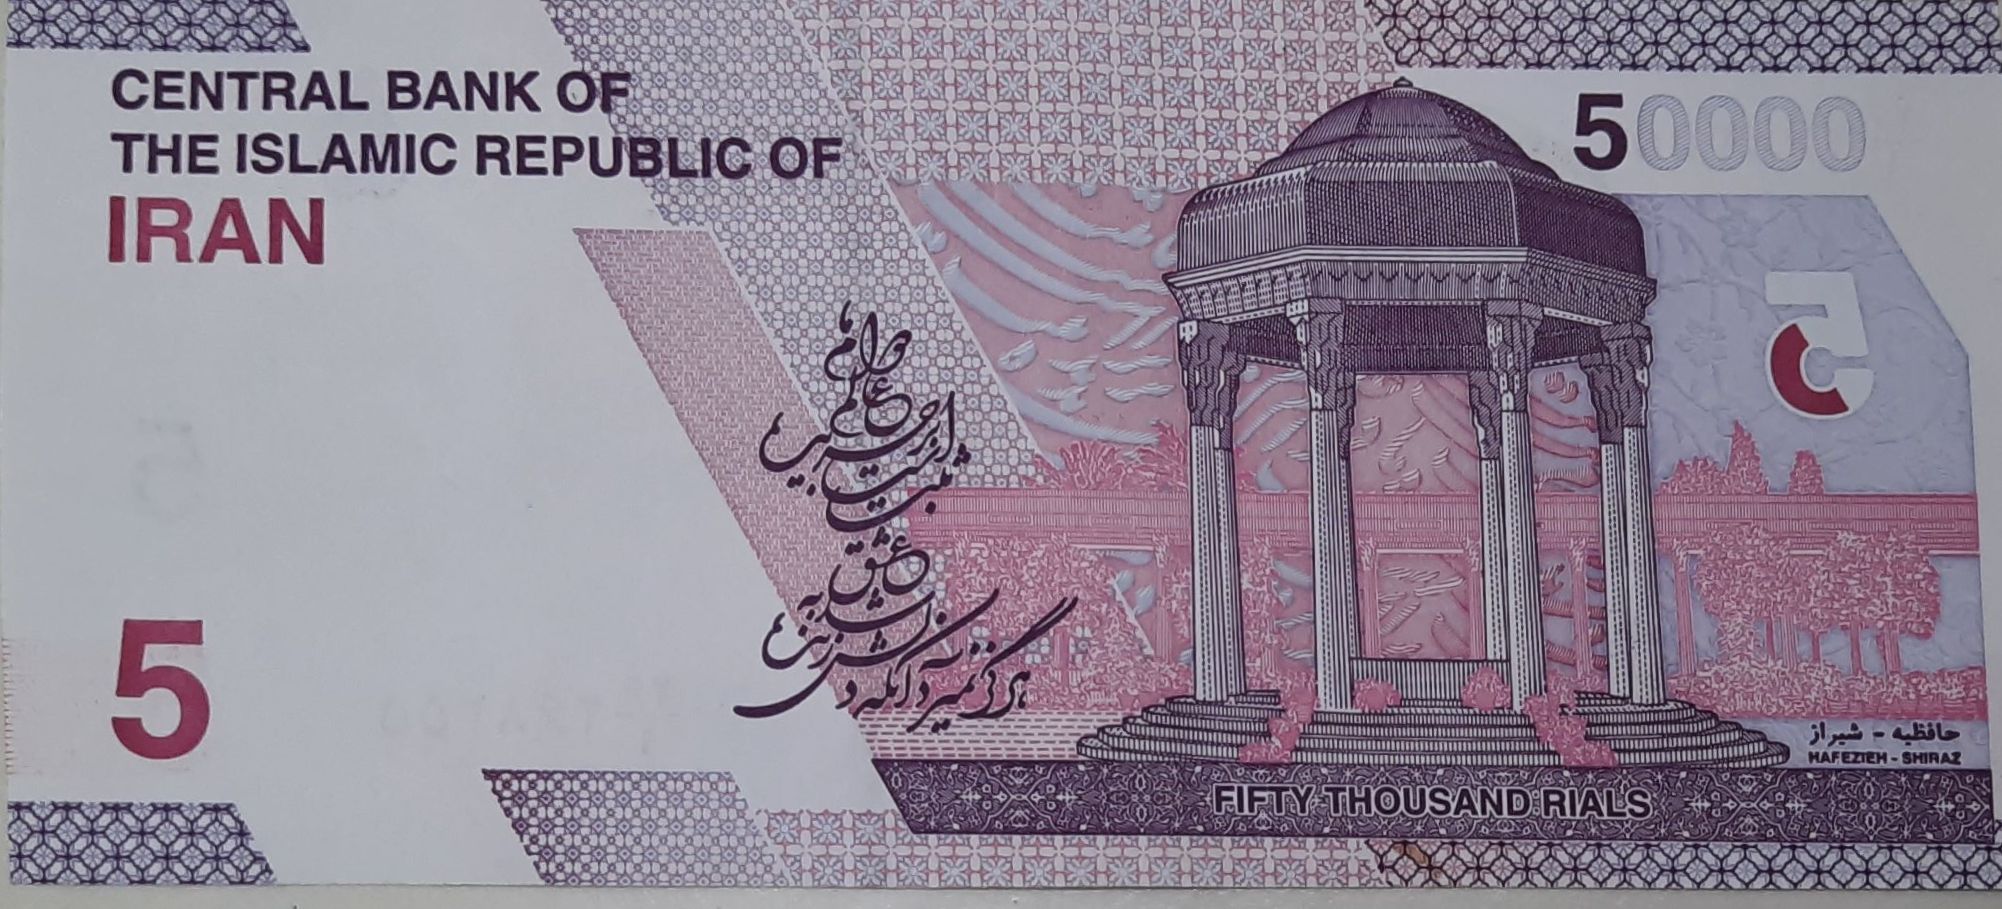 CENTRAL BANK OF
THE ISLAMIC REPUBLIC OF
IRAN
50000
هرگز نمیرد آنکه دلش زنده شد به عشق
ثبت است بر جریده عالم دوام ما
5
حافظیه - شیراز
HAFEZIEH - SHIRAZ
FIFTY THOUSAND RIALS